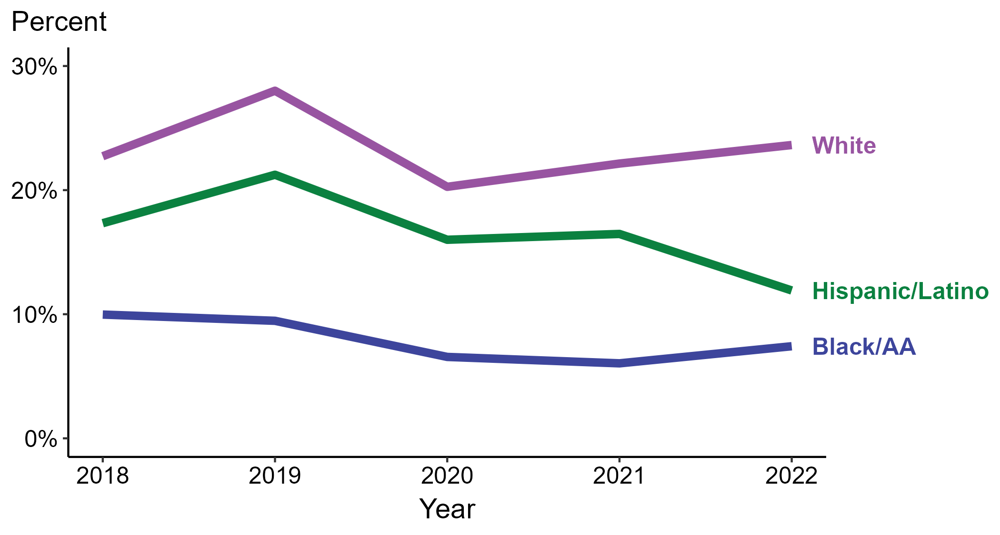 Percent
30%
20%
10%
0%
White
Hispanic/Latino
Black/AA
2018 2019 2020 2021 2022
Year